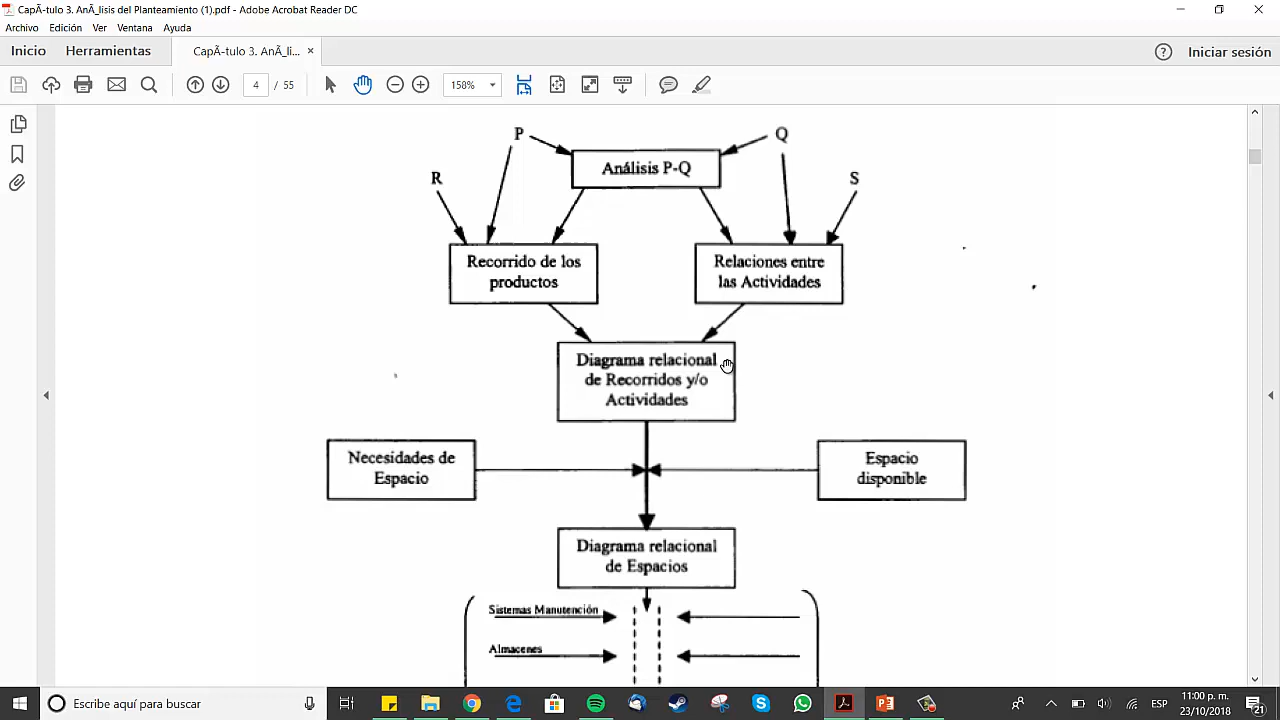 CapÃ-tulo 3. AnÃ_lisis del Planteamiento (1).pdf - Adobe Acrobat Reader DC
Archivo Edición Ver Ventana Ayuda
Inicio Herramientas CapÃ-tulo 3. AnÃ_li... × Iniciar sesión
4 / 55 158%
P Q
Análisis P-Q
R S
Recorrido de los
productos
Relaciones entre
las Actividades
Diagrama relacional
de Recorridos y/o
Actividades
Necesidades de
Espacio
Espacio
disponible
Diagrama relacional
de Espacios
Sistemas Manutención
Almacenes
Escribe aquí para buscar
ESP
11:00 p. m.
23/10/2018
21